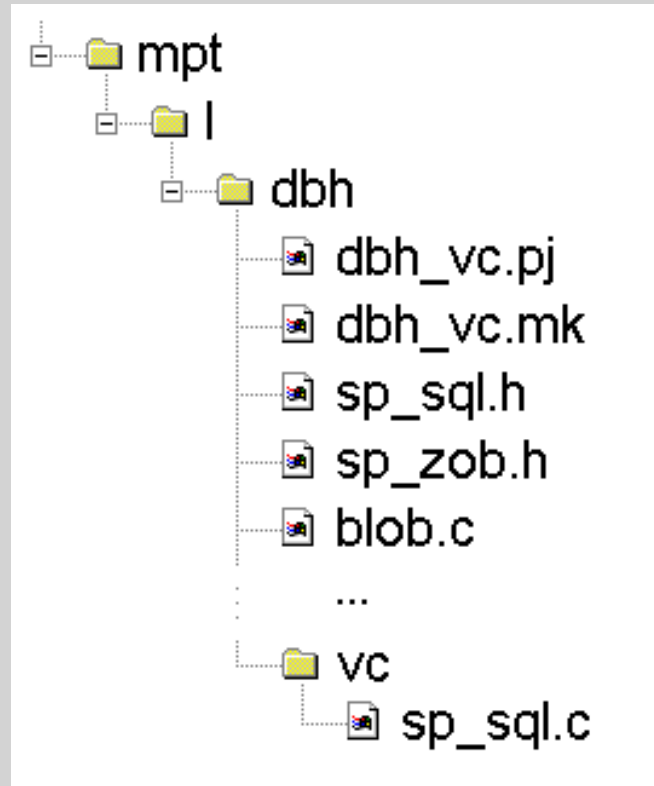 mpt
l
dbh
dbh_vc.pj
dbh_vc.mk
sp_sql.h
sp_zob.h
blob.c
...
vc
sp_sql.c